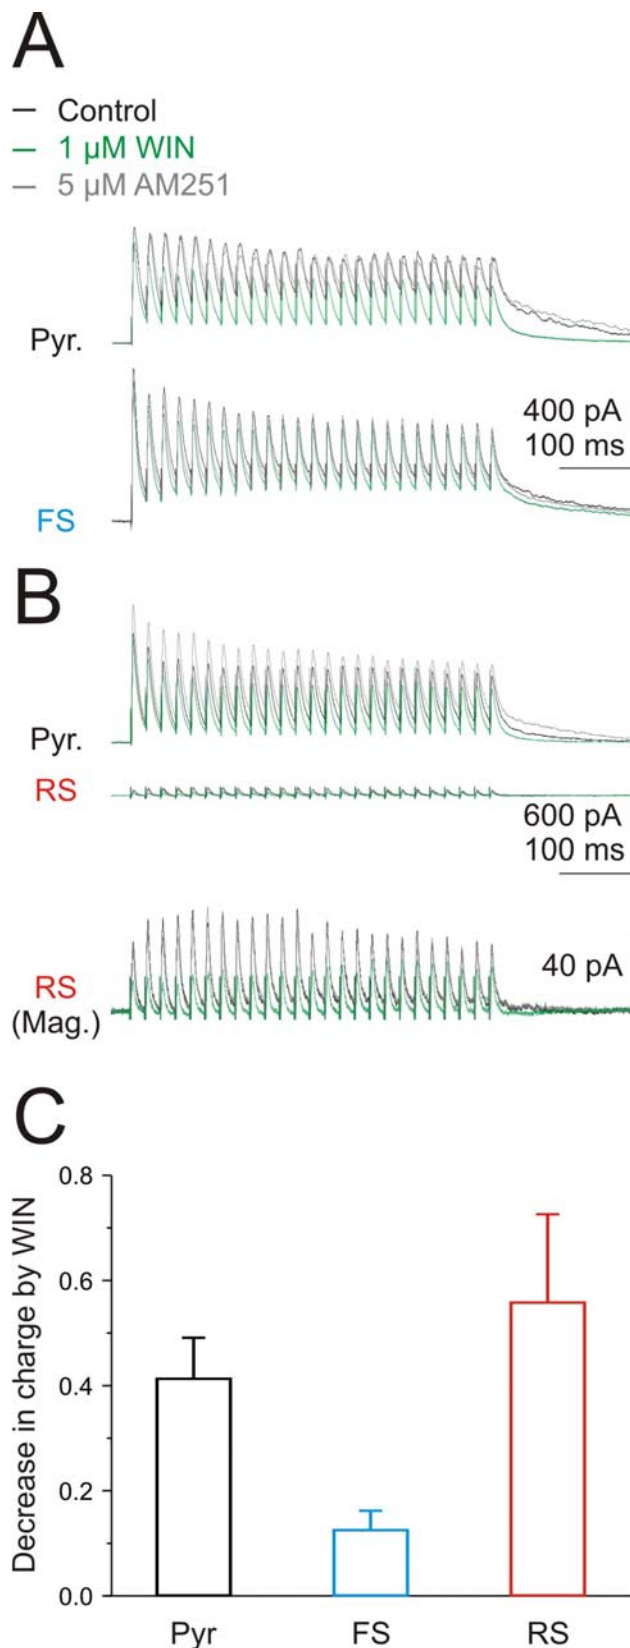 A
Control
1 µM WIN
5 µM AM251
Pyr.
400 pA
100 ms
FS
B
Pyr.
RS
600 pA
100 ms
RS
(Mag.)
40 pA
C
Decrease in charge by WIN
0.8
0.6
0.4
0.2
0.0
Pyr FS RS